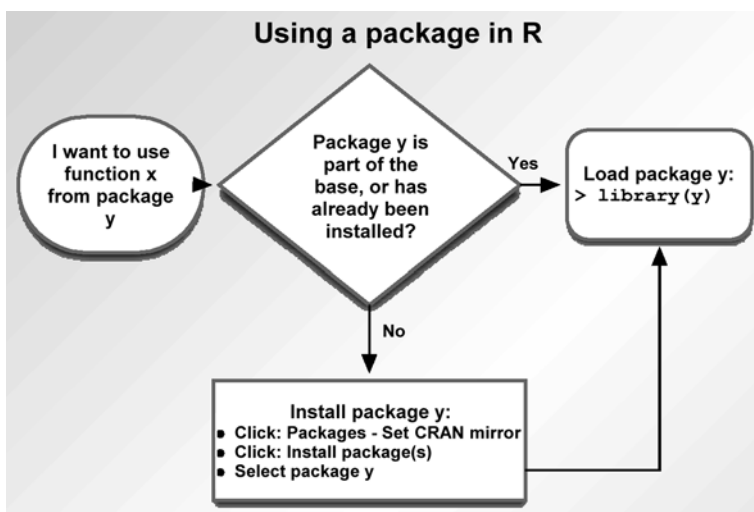 Using a package in R
I want to use
function x
from package
y
Package y is
part of the
base, or has
already been
installed?
Yes
Load package y:
> library(y)
No
Install package y:
• Click: Packages - Set CRAN mirror
• Click: Install package(s)
• Select package y